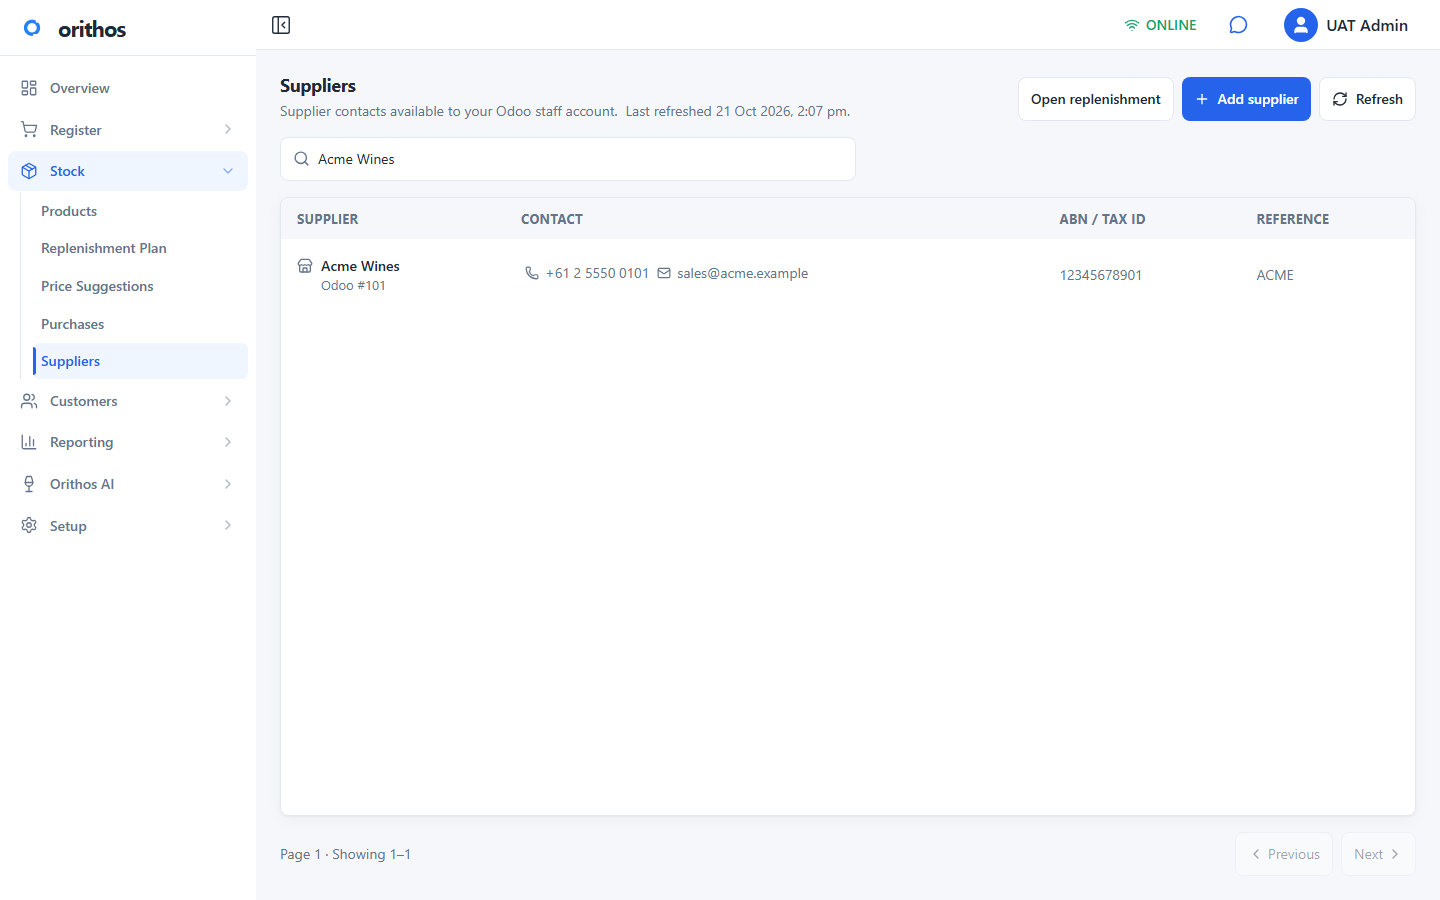 orithos
ONLINE
UAT Admin
Overview
Register
Stock
Products
Replenishment Plan
Price Suggestions
Purchases
Suppliers
Customers
Reporting
Orithos AI
Setup
Suppliers
Supplier contacts available to your Odoo staff account. Last refreshed 21 Oct 2026, 2:07 pm.
Open replenishment
Add supplier
Refresh
Acme Wines
SUPPLIER CONTACT ABN / TAX ID REFERENCE
Acme Wines
Odoo #101
+61 2 5550 0101 sales@acme.example
12345678901
ACME
Page 1 · Showing 1–1
Previous
Next